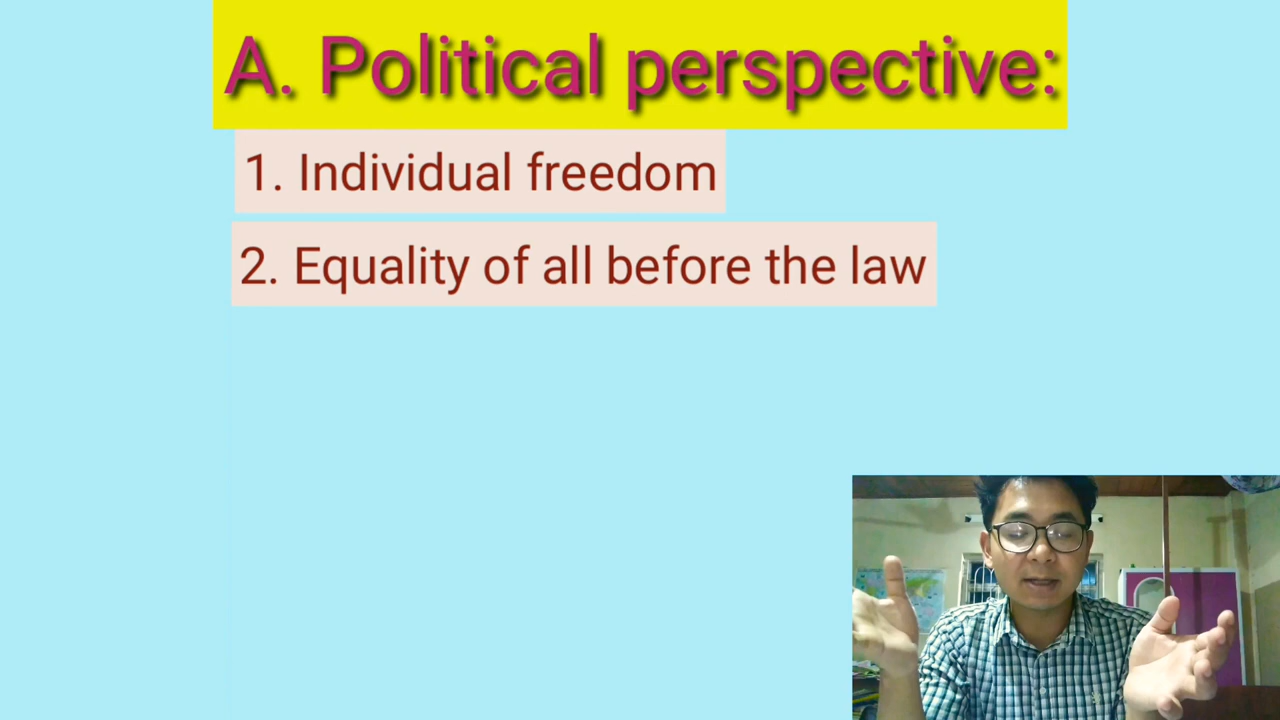 A. Political perspective:
1. Individual freedom
2. Equality of all before the law